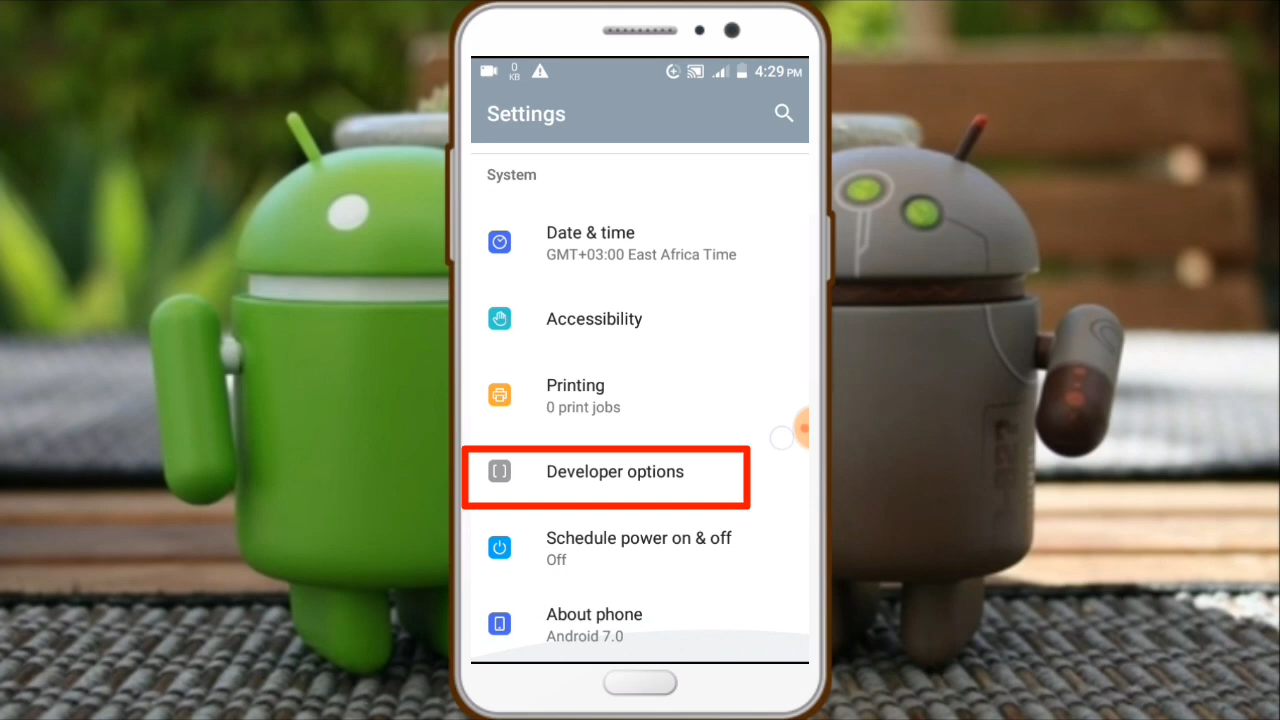 0
KB
4:29 PM
Settings
System
Date & time
GMT+03:00 East Africa Time
Accessibility
Printing
0 print jobs
Developer options
Schedule power on & off
Off
About phone
Android 7.0